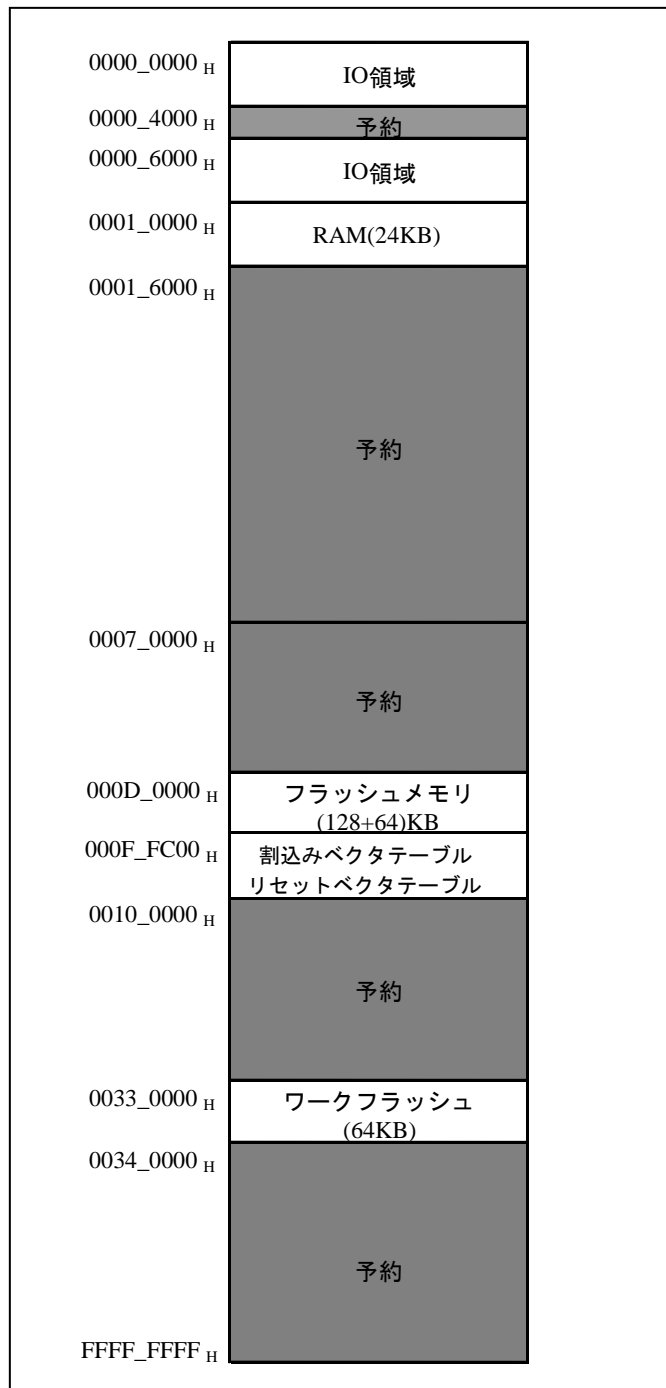 0000_0000 H
IO領域
0000_4000 H
予約
0000_6000 H
IO領域
0001_0000 H
RAM(24KB)
0001_6000 H
予約
0007_0000 H
予約
000D_0000 H
フラッシュメモリ
(128+64)KB
000F_FC00 H
割込みベクタテーブル
リセットベクタテーブル
0010_0000 H
予約
0033_0000 H
ワークフラッシュ
(64KB)
0034_0000 H
予約
FFFF_FFFF H